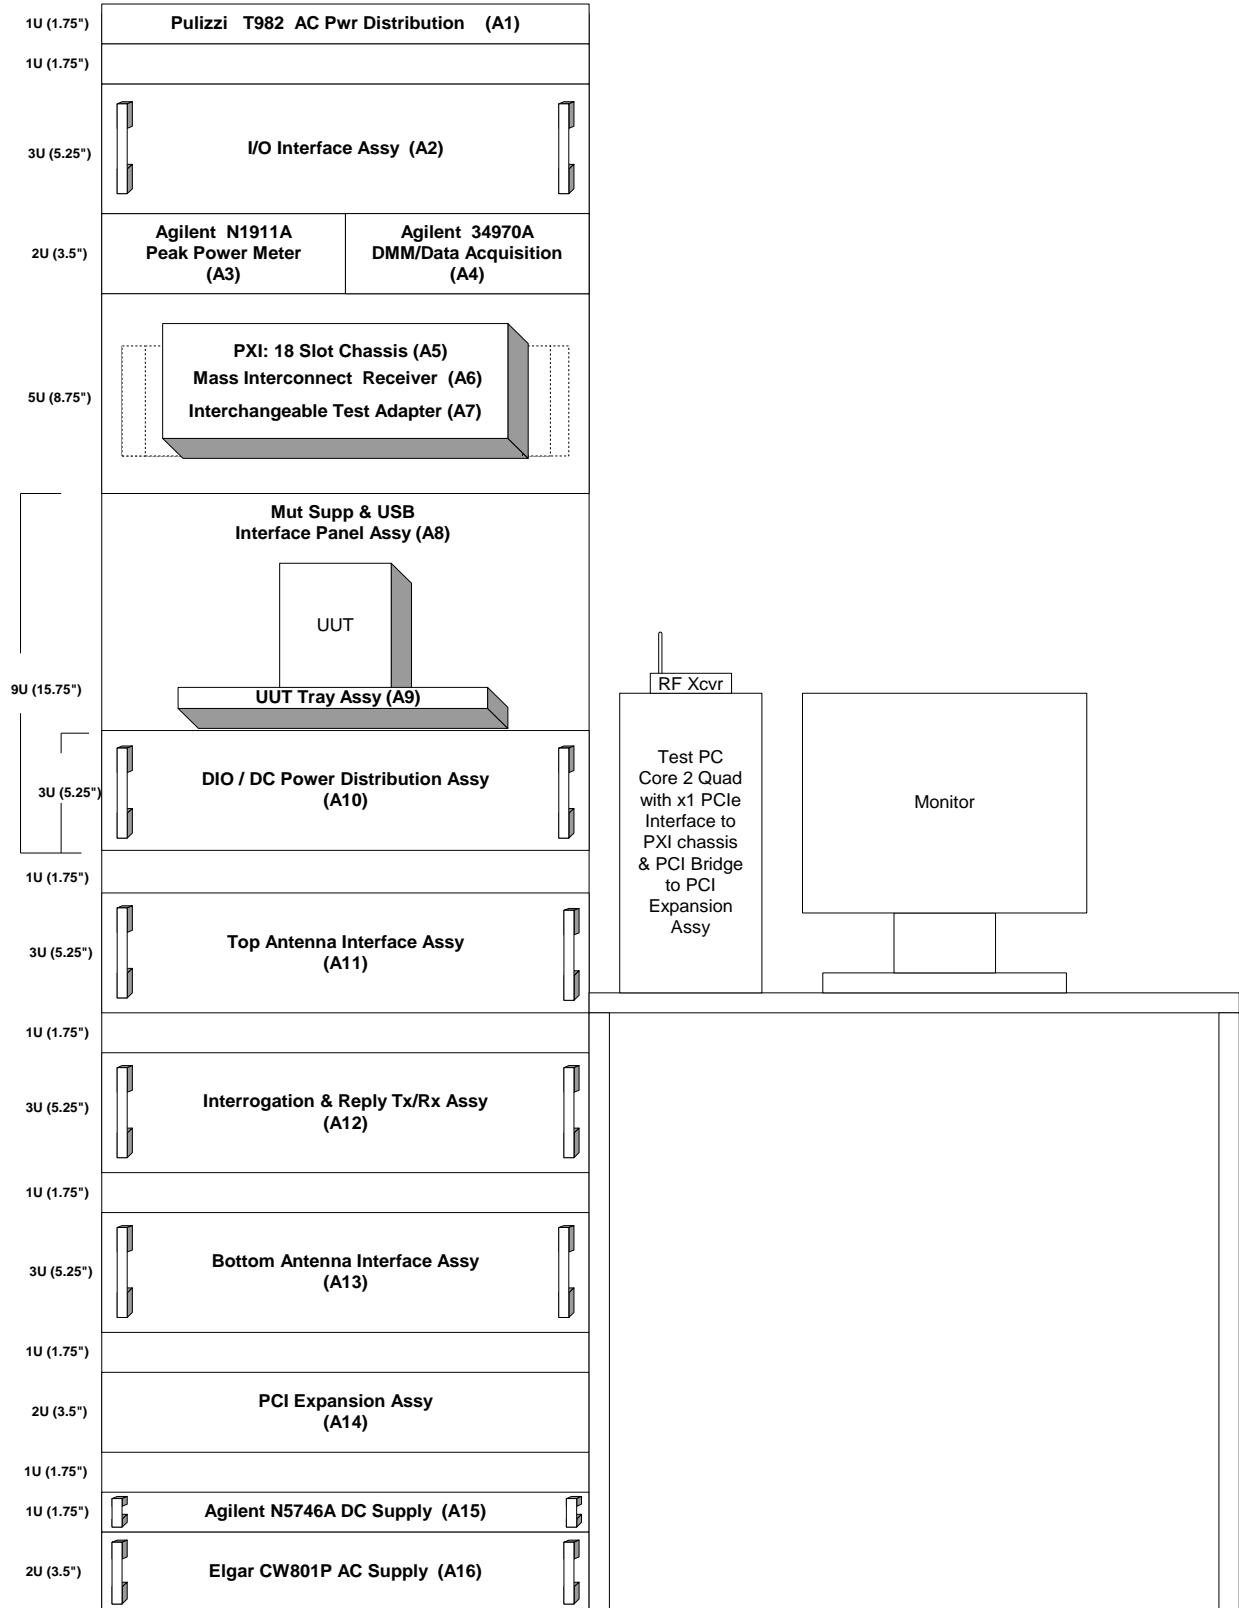 1U (1.75")
Pulizzi T982 AC Pwr Distribution (A1)
1U (1.75")
3U (5.25")
I/O Interface Assy (A2)
2U (3.5")
Agilent N1911A
Peak Power Meter
(A3)
Agilent 34970A
DMM/Data Acquisition
(A4)
5U (8.75")
PXI: 18 Slot Chassis (A5)
Mass Interconnect Receiver (A6)
Interchangeable Test Adapter (A7)
9U (15.75")
Mut Supp & USB
Interface Panel Assy (A8)
UUT
UUT Tray Assy (A9)
3U (5.25")
DIO / DC Power Distribution Assy
(A10)
1U (1.75")
3U (5.25")
Top Antenna Interface Assy
(A11)
1U (1.75")
3U (5.25")
Interrogation & Reply Tx/Rx Assy
(A12)
1U (1.75")
3U (5.25")
Bottom Antenna Interface Assy
(A13)
1U (1.75")
2U (3.5")
PCI Expansion Assy
(A14)
1U (1.75")
1U (1.75")
Agilent N5746A DC Supply (A15)
2U (3.5")
Elgar CW801P AC Supply (A16)
RF Xcvr
Test PC
Core 2 Quad
with x1 PCIe
Interface to
PXI chassis
& PCI Bridge
to PCI
Expansion
Assy
Monitor